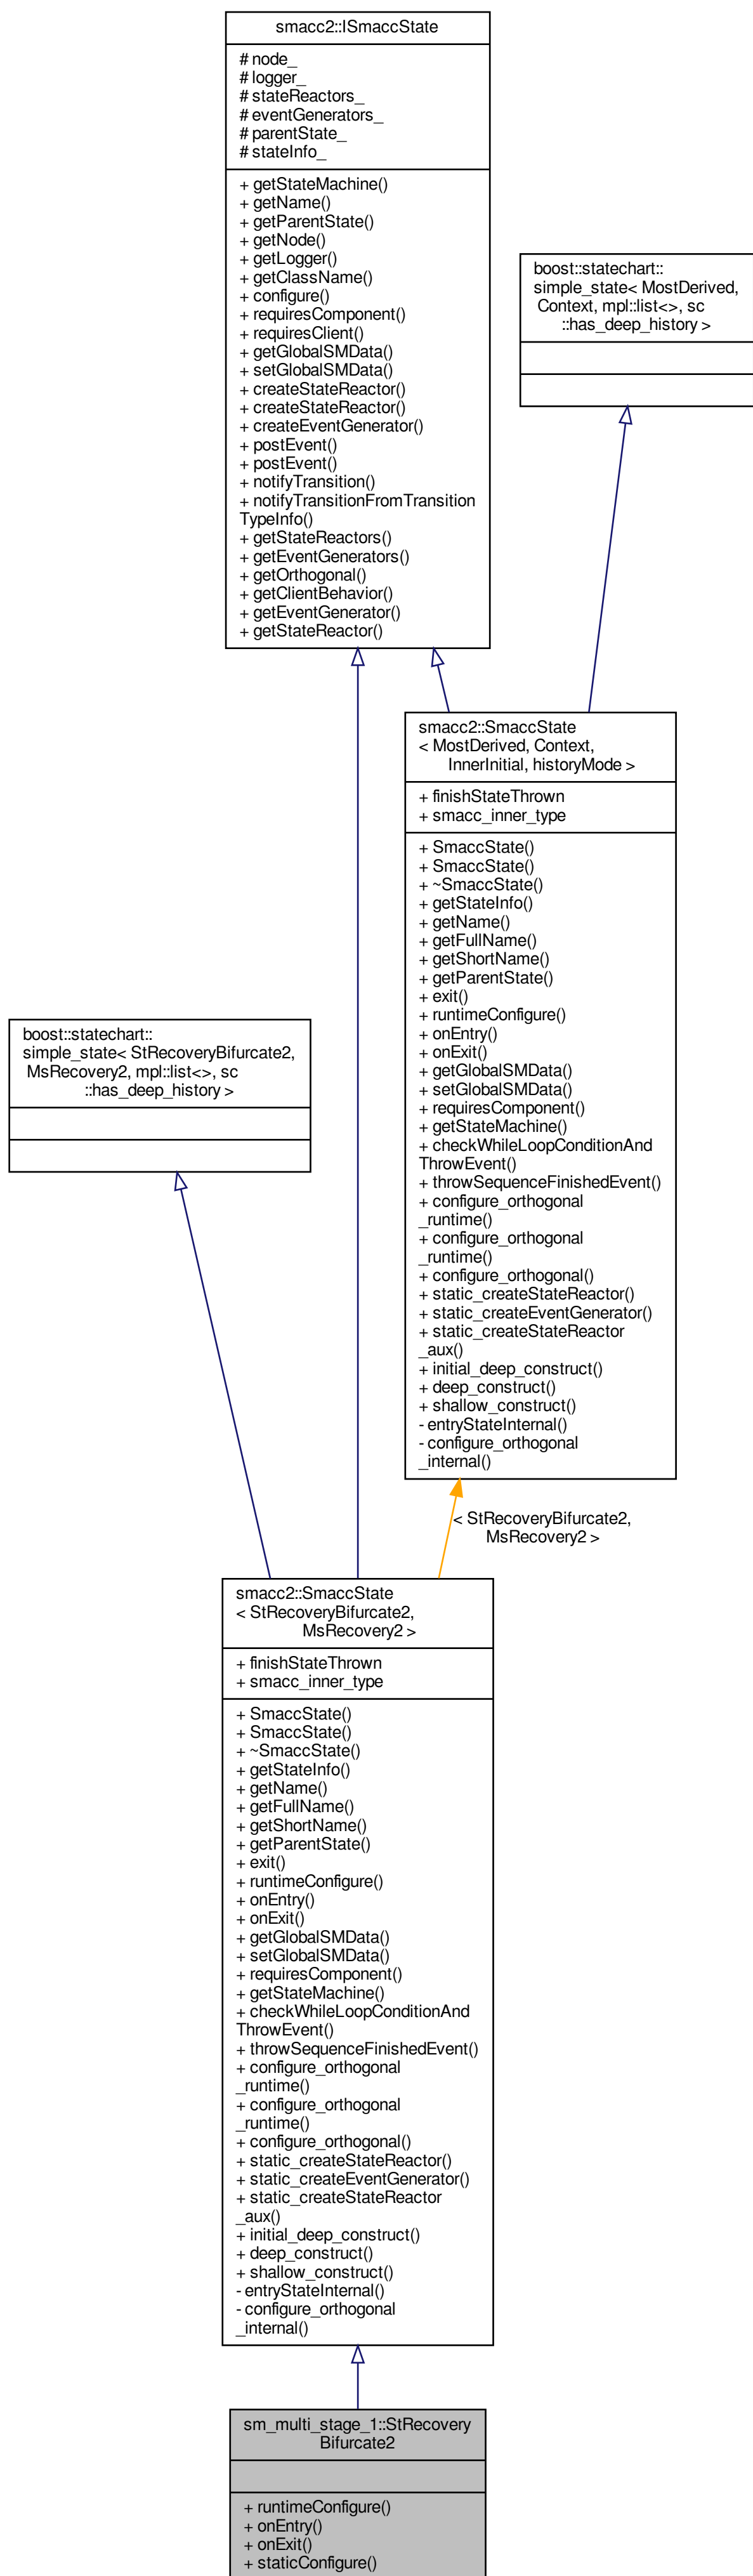 smacc2::ISmaccState
# node_
# logger_
# stateReactors_
# eventGenerators_
# parentState_
# stateInfo_
+ getStateMachine()
+ getName()
+ getParentState()
+ getNode()
+ getLogger()
+ getClassName()
+ configure()
+ requiresComponent()
+ requiresClient()
+ getGlobalSMData()
+ setGlobalSMData()
+ createStateReactor()
+ createStateReactor()
+ createEventGenerator()
+ postEvent()
+ postEvent()
+ notifyTransition()
+ notifyTransitionFromTransition
TypeInfo()
+ getStateReactors()
+ getEventGenerators()
+ getOrthogonal()
+ getClientBehavior()
+ getEventGenerator()
+ getStateReactor()
boost::statechart::
simple_state< MostDerived,
Context, mpl::list<>, sc
::has_deep_history >
smacc2::SmaccState
< MostDerived, Context,
InnerInitial, historyMode >
+ finishStateThrown
+ smacc_inner_type
+ SmaccState()
+ SmaccState()
+ ~SmaccState()
+ getStateInfo()
+ getName()
+ getFullName()
+ getShortName()
+ getParentState()
+ exit()
+ runtimeConfigure()
+ onEntry()
+ onExit()
+ getGlobalSMData()
+ setGlobalSMData()
+ requiresComponent()
+ getStateMachine()
+ checkWhileLoopConditionAnd
ThrowEvent()
+ throwSequenceFinishedEvent()
+ configure_orthogonal
_runtime()
+ configure_orthogonal
_runtime()
+ configure_orthogonal()
+ static_createStateReactor()
+ static_createEventGenerator()
+ static_createStateReactor
_aux()
+ initial_deep_construct()
+ deep_construct()
+ shallow_construct()
- entryStateInternal()
- configure_orthogonal
_internal()
boost::statechart::
simple_state< StRecoveryBifurcate2,
MsRecovery2, mpl::list<>, sc
::has_deep_history >
< StRecoveryBifurcate2,
MsRecovery2 >
smacc2::SmaccState
< StRecoveryBifurcate2,
MsRecovery2 >
+ finishStateThrown
+ smacc_inner_type
+ SmaccState()
+ SmaccState()
+ ~SmaccState()
+ getStateInfo()
+ getName()
+ getFullName()
+ getShortName()
+ getParentState()
+ exit()
+ runtimeConfigure()
+ onEntry()
+ onExit()
+ getGlobalSMData()
+ setGlobalSMData()
+ requiresComponent()
+ getStateMachine()
+ checkWhileLoopConditionAnd
ThrowEvent()
+ throwSequenceFinishedEvent()
+ configure_orthogonal
_runtime()
+ configure_orthogonal
_runtime()
+ configure_orthogonal()
+ static_createStateReactor()
+ static_createEventGenerator()
+ static_createStateReactor
_aux()
+ initial_deep_construct()
+ deep_construct()
+ shallow_construct()
- entryStateInternal()
- configure_orthogonal
_internal()
sm_multi_stage_1::StRecovery
Bifurcate2
+ runtimeConfigure()
+ onEntry()
+ onExit()
+ staticConfigure()